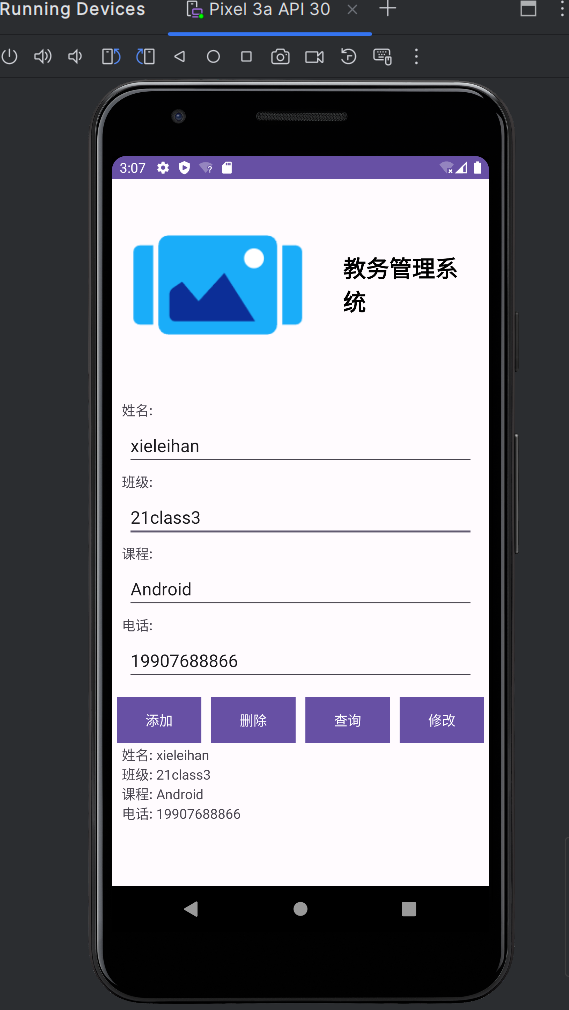 Running Devices
Pixel 3a API 30
3:07
教务管理系
统
姓名:
xieleihan
班级:
21class3
课程:
Android
电话:
19907688866
添加 删除 查询 修改
姓名: xieleihan
班级: 21class3
课程: Android
电话: 19907688866